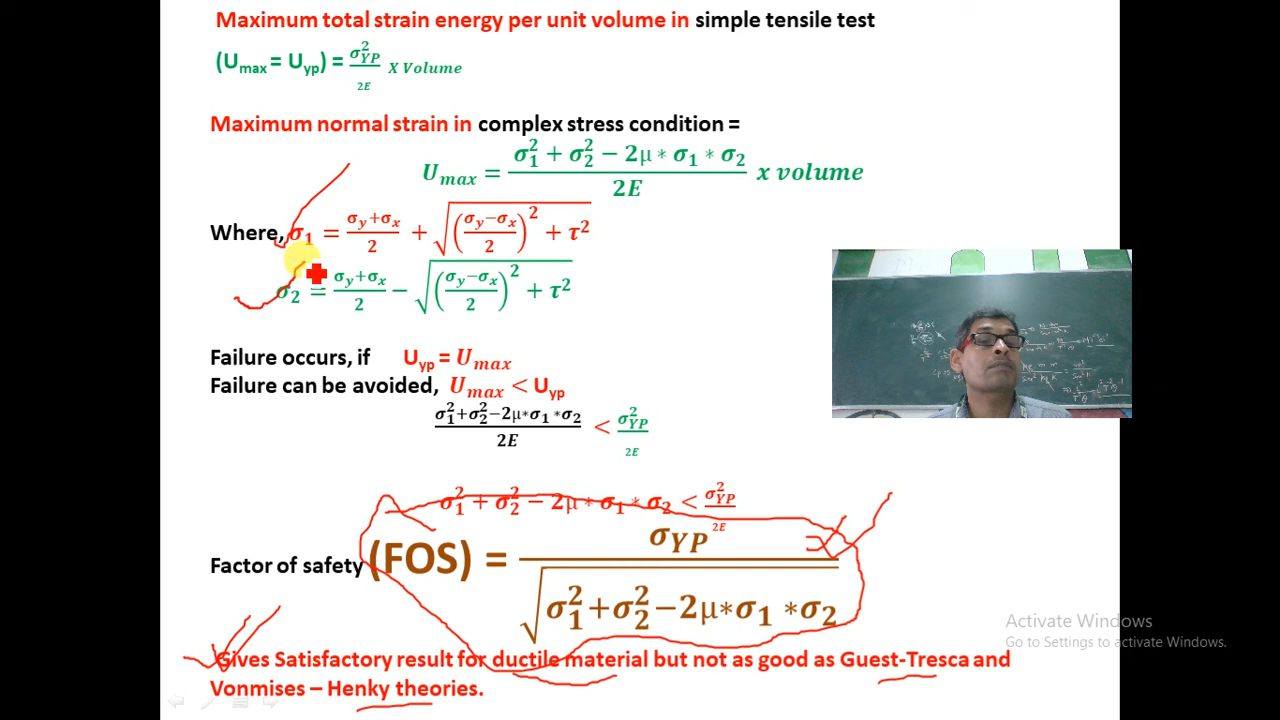 Maximum total strain energy per unit volume in simple tensile test
(Umax = Uyp) = σ²YP / 2E X Volume
Maximum normal strain in complex stress condition =
Umax = (σ₁² + σ₂² − 2μ * σ₁ * σ₂) / 2E x volume
Where, σ₁ = (σy+σx)/2 + √(((σy−σx)/2)² + τ²)
σ₂ = (σy+σx)/2 − √(((σy−σx)/2)² + τ²)
Failure occurs, if Uyp = Umax
Failure can be avoided, Umax < Uyp
(σ₁²+σ₂²−2μ*σ₁*σ₂) / 2E < σ²YP / 2E
σ₁² + σ₂² − 2μ * σ₁ * σ₂ < σ²YP / 2E
Factor of safety (FOS) = σYP / √(σ₁²+σ₂²−2μ*σ₁*σ₂)
Gives Satisfactory result for ductile material but not as good as Guest-Tresca and
Vonmises – Henky theories.
Activate Windows
Go to Settings to activate Windows.